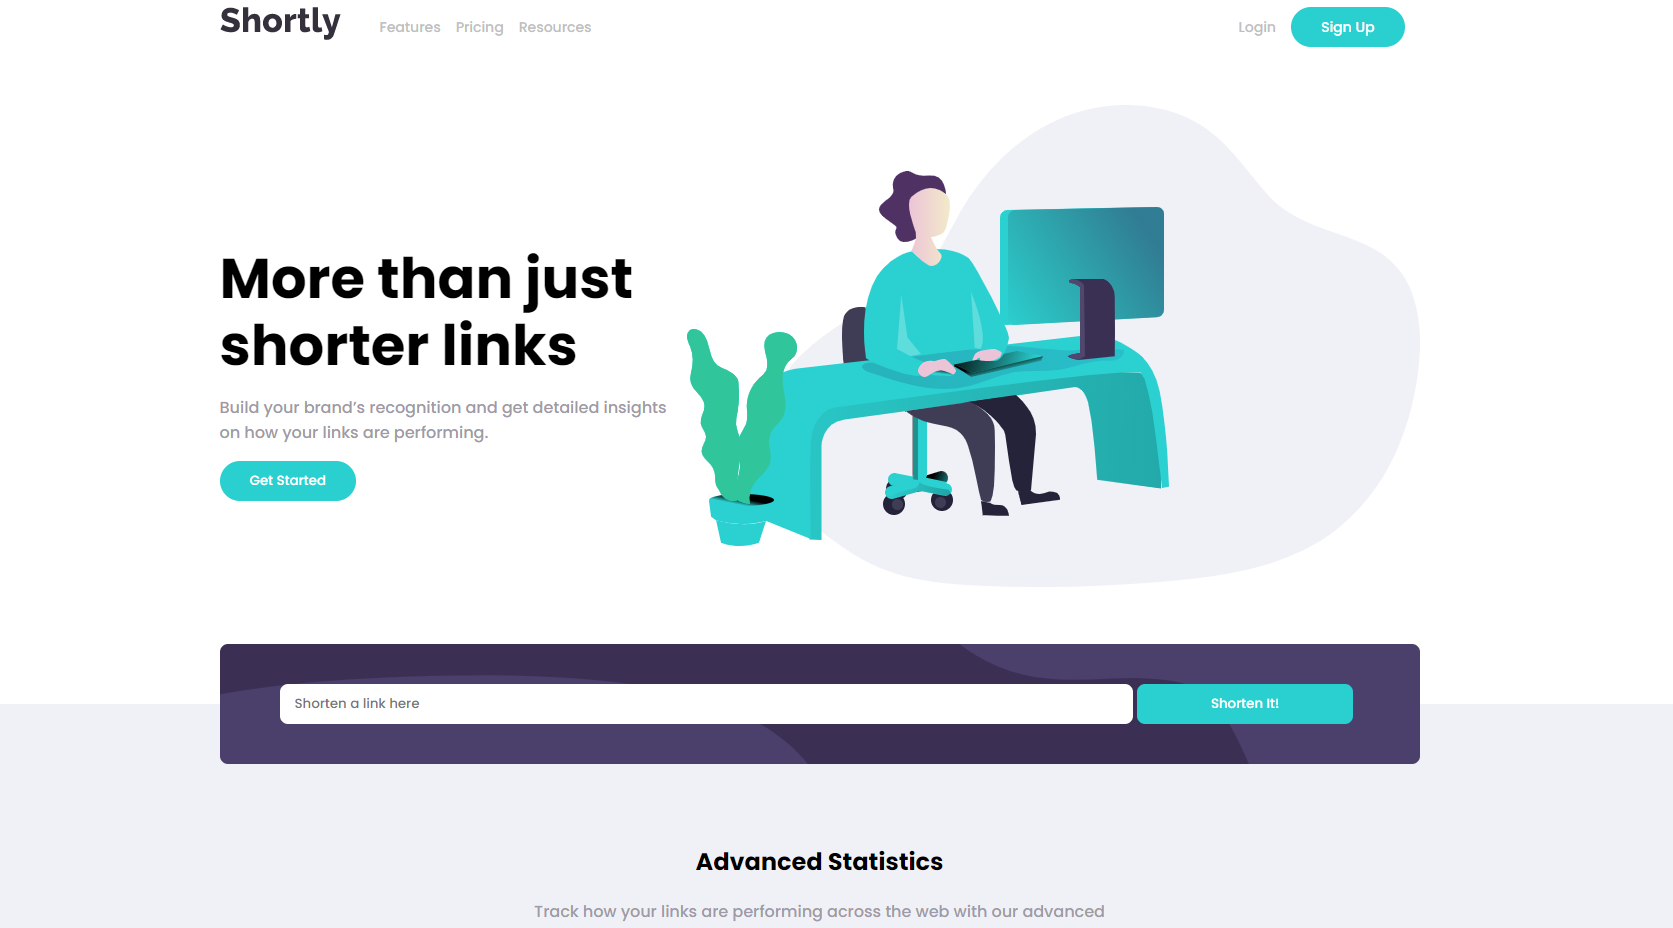 Shortly
Features Pricing Resources
Login Sign Up
More than just
shorter links
Build your brand’s recognition and get detailed insights
on how your links are performing.
Get Started
Shorten a link here
Shorten It!
Advanced Statistics
Track how your links are performing across the web with our advanced